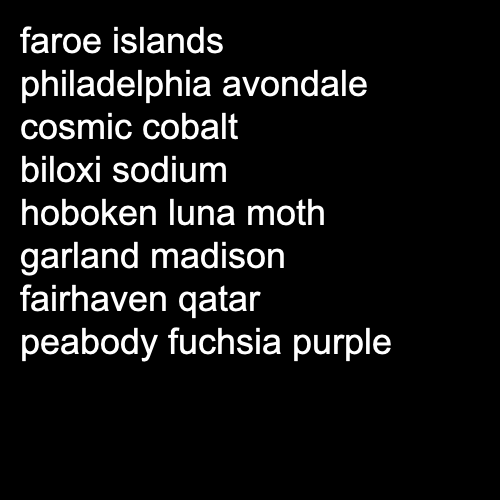 faroe islands
philadelphia avondale
cosmic cobalt
biloxi sodium
hoboken luna moth
garland madison
fairhaven qatar
peabody fuchsia purple